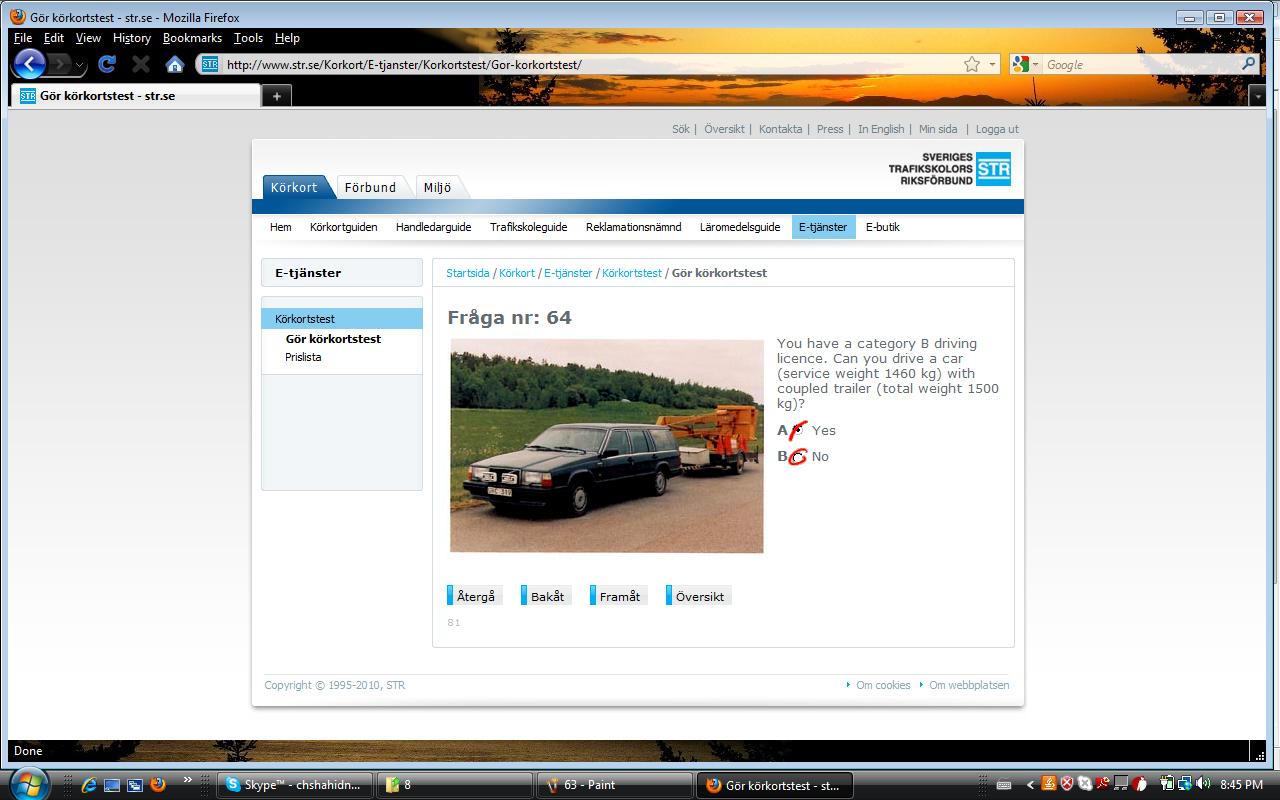 Gör körkortstest - str.se - Mozilla Firefox
File Edit View History Bookmarks Tools Help
STR http://www.str.se/Korkort/E-tjanster/Korkortstest/Gor-korkortstest/
Google
STR Gör körkortstest - str.se
Sök | Översikt | Kontakta | Press | In English | Min sida | Logga ut
SVERIGES
TRAFIKSKOLORS
RIKSFÖRBUND
STR
Körkort Förbund Miljö
Hem Körkortguiden Handledarguide Trafikskoleguide Reklamationsnämnd Läromedelsguide E-tjänster E-butik
E-tjänster
Körkortstest
Gör körkortstest
Prislista
Startsida / Körkort / E-tjänster / Körkortstest / Gör körkortstest
Fråga nr: 64
You have a category B driving
licence. Can you drive a car
(service weight 1460 kg) with
coupled trailer (total weight 1500
kg)?
A Yes
B No
Återgå Bakåt Framåt Översikt
81
Copyright © 1995-2010, STR
Om cookies Om webbplatsen
Done
Skype™ - chshahidn...
8
63 - Paint
Gör körkortstest - st...
8:45 PM